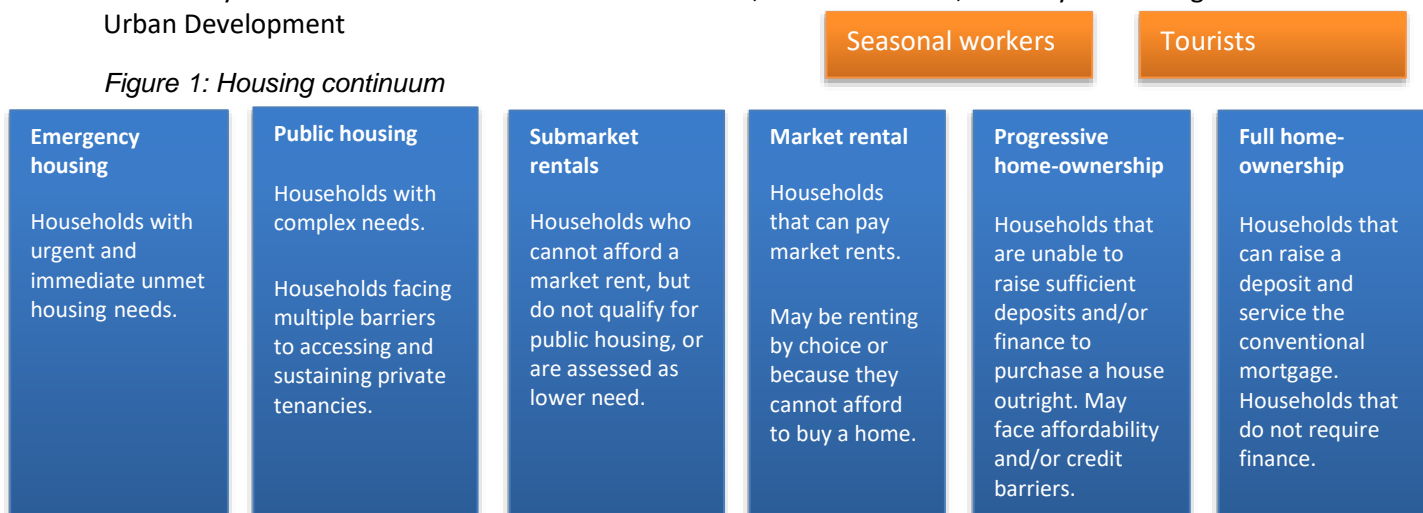 Urban Development
Seasonal workers
Tourists
Figure 1: Housing continuum
Emergency
housing
Households with
urgent and
immediate unmet
housing needs.
Public housing
Households with
complex needs.
Households facing
multiple barriers
to accessing and
sustaining private
tenancies.
Submarket
rentals
Households who
cannot afford a
market rent, but
do not qualify for
public housing, or
are assessed as
lower need.
Market rental
Households
that can pay
market rents.
May be renting
by choice or
because they
cannot afford
to buy a home.
Progressive
home-ownership
Households that
are unable to
raise sufficient
deposits and/or
finance to
purchase a house
outright. May
face affordability
and/or credit
barriers.
Full home-
ownership
Households that
can raise a
deposit and
service the
conventional
mortgage.
Households that
do not require
finance.